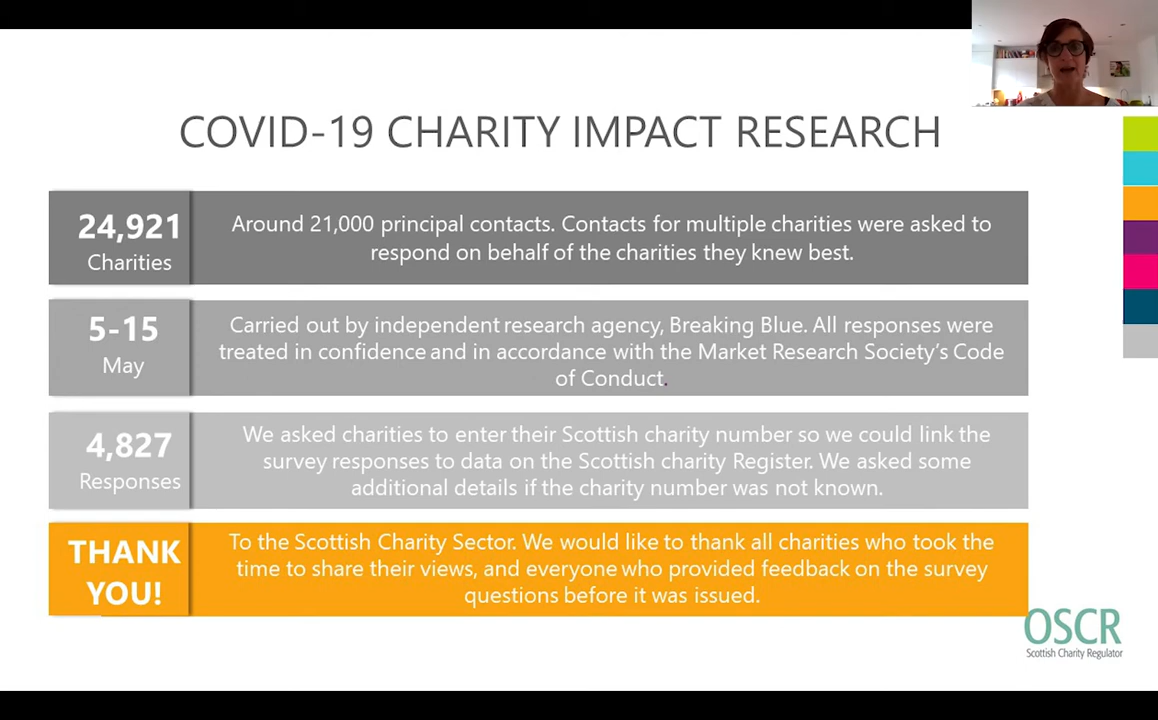 COVID-19 CHARITY IMPACT RESEARCH
24,921
Charities
Around 21,000 principal contacts. Contacts for multiple charities were asked to
respond on behalf of the charities they knew best.
5-15
May
Carried out by independent research agency, Breaking Blue. All responses were
treated in confidence and in accordance with the Market Research Society’s Code
of Conduct.
4,827
Responses
We asked charities to enter their Scottish charity number so we could link the
survey responses to data on the Scottish charity Register. We asked some
additional details if the charity number was not known.
THANK
YOU!
To the Scottish Charity Sector. We would like to thank all charities who took the
time to share their views, and everyone who provided feedback on the survey
questions before it was issued.
OSCR
Scottish Charity Regulator